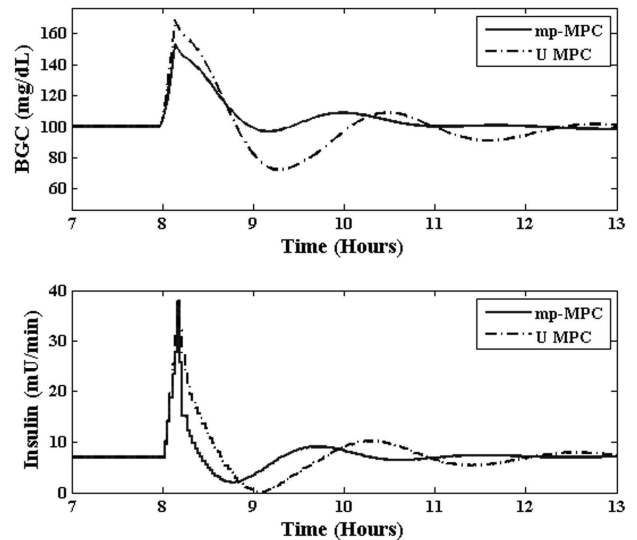 BGC (mg/dL)
160
140
120
100
80
60
mp-MPC
U MPC
7 8 9 10 11 12 13
Time (Hours)
Insulin (mU/min)
40
30
20
10
0
mp-MPC
U MPC
7 8 9 10 11 12 13
Time (Hours)